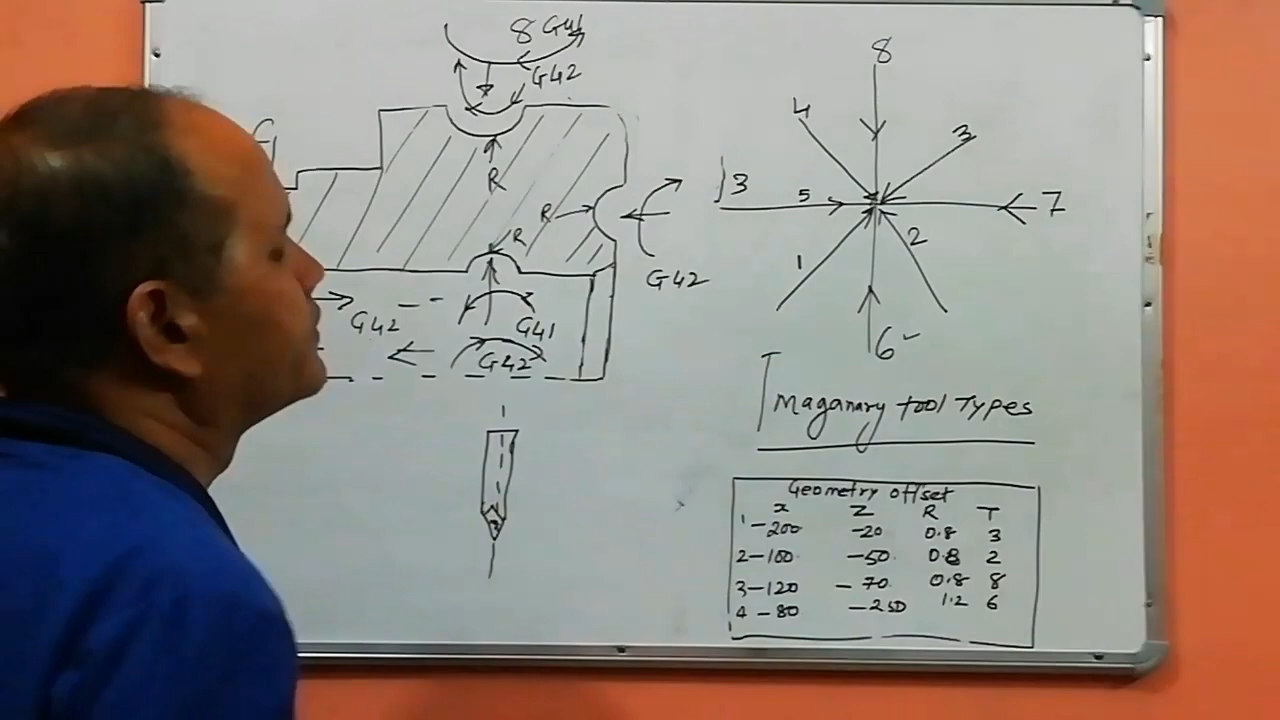 8 G41
G42
R
R
R
G42
G42
G41
G42
8
4
3
3
5
7
1
2
6
Imaganary tool Types
Geometry offset
x Z R T
1 -200 -20 0.8 3
2 -100 -50 0.8 2
3 -120 -70 0.8 8
4 -80 -250 1.2 6